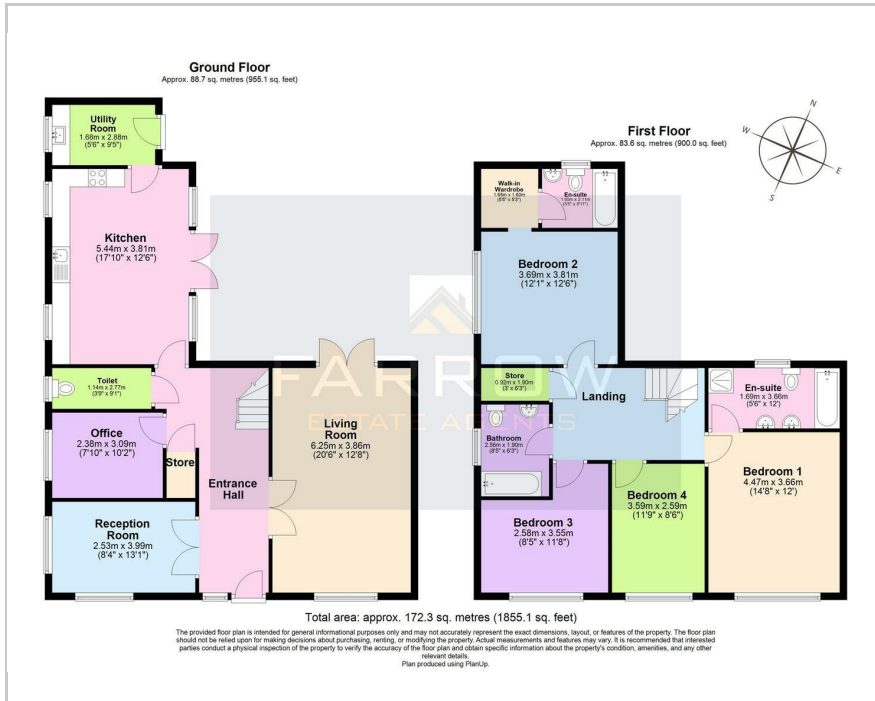 Ground Floor
Approx. 88.7 sq. metres (955.1 sq. feet)
Utility
Room
1.68m x 2.88m
(5'6" x 9'5")
Kitchen
5.44m x 3.81m
(17'10" x 12'6")
Toilet
1.14m x 2.77m
(3'9" x 9'1")
Office
2.38m x 3.09m
(7'10" x 10'2")
Store
Reception
Room
2.53m x 3.99m
(8'4" x 13'1")
Entrance
Hall
Living
Room
6.25m x 3.86m
(20'6" x 12'8")
First Floor
Approx. 83.6 sq. metres (900.0 sq. feet)
N
W
E
S
Walk-in
Wardrobe
En-suite
Bedroom 2
3.69m x 3.81m
(12'1" x 12'6")
Store
0.92m x 1.90m
(3' x 6'3")
Landing
En-suite
1.69m x 3.66m
(5'6" x 12')
Bathroom
2.56m x 1.90m
(8'5" x 6'3")
Bedroom 1
4.47m x 3.66m
(14'8" x 12')
Bedroom 4
3.59m x 2.59m
(11'9" x 8'6")
Bedroom 3
2.58m x 3.55m
(8'5" x 11'8")
FARROW
ESTATE AGENTS
Total area: approx. 172.3 sq. metres (1855.1 sq. feet)
The provided floor plan is intended for general informational purposes only and may not accurately represent the exact dimensions, layout, or features of the property. The floor plan
should not be relied upon for making decisions about purchasing, renting, or modifying the property. Actual measurements and features may vary. It is recommended that interested
parties conduct a physical inspection of the property to verify the accuracy of the floor plan and obtain specific information about the property's condition, amenities, and any other
relevant details.
Plan produced using PlanUp.